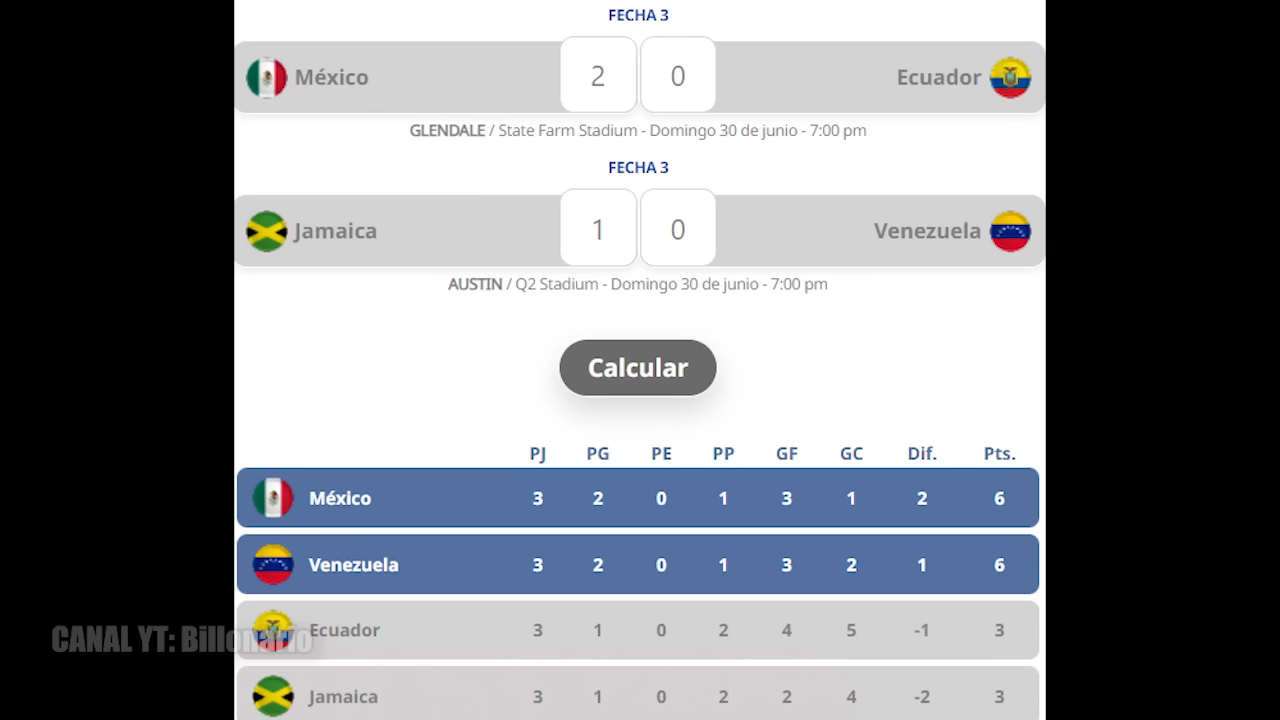 FECHA 3
México 2 0 Ecuador
GLENDALE / State Farm Stadium - Domingo 30 de junio - 7:00 pm
FECHA 3
Jamaica 1 0 Venezuela
AUSTIN / Q2 Stadium - Domingo 30 de junio - 7:00 pm
Calcular
PJ PG PE PP GF GC Dif. Pts.
México 3 2 0 1 3 1 2 6
Venezuela 3 2 0 1 3 2 1 6
Ecuador 3 1 0 2 4 5 -1 3
CANAL YT: Billonario
Jamaica 3 1 0 2 2 4 -2 3